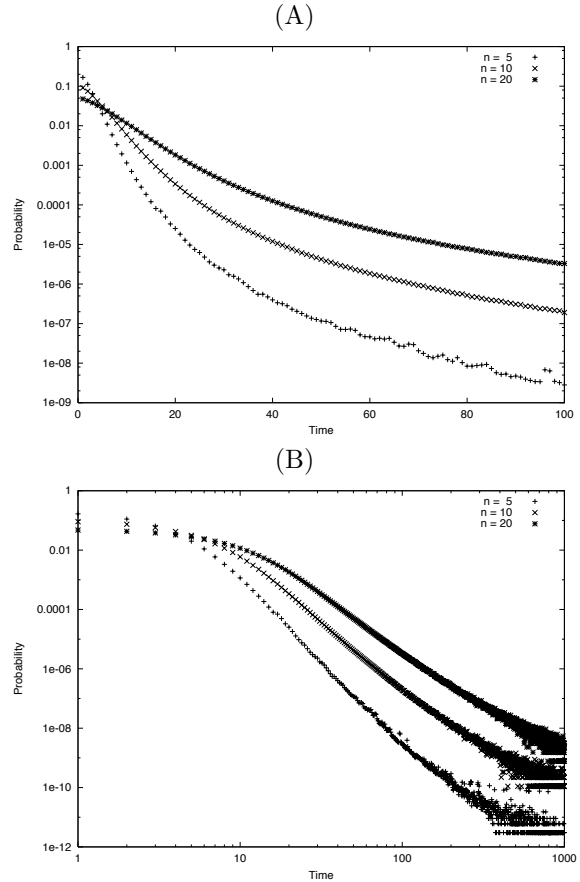 (A)
1
0.1
0.01
0.001
0.0001
1e-05
1e-06
1e-07
1e-08
1e-09
0 20 40 60 80 100
Probability
Time
n = 5
n = 10
n = 20
(B)
1
0.01
0.0001
1e-06
1e-08
1e-10
1e-12
1 10 100 1000
Probability
Time
n = 5
n = 10
n = 20